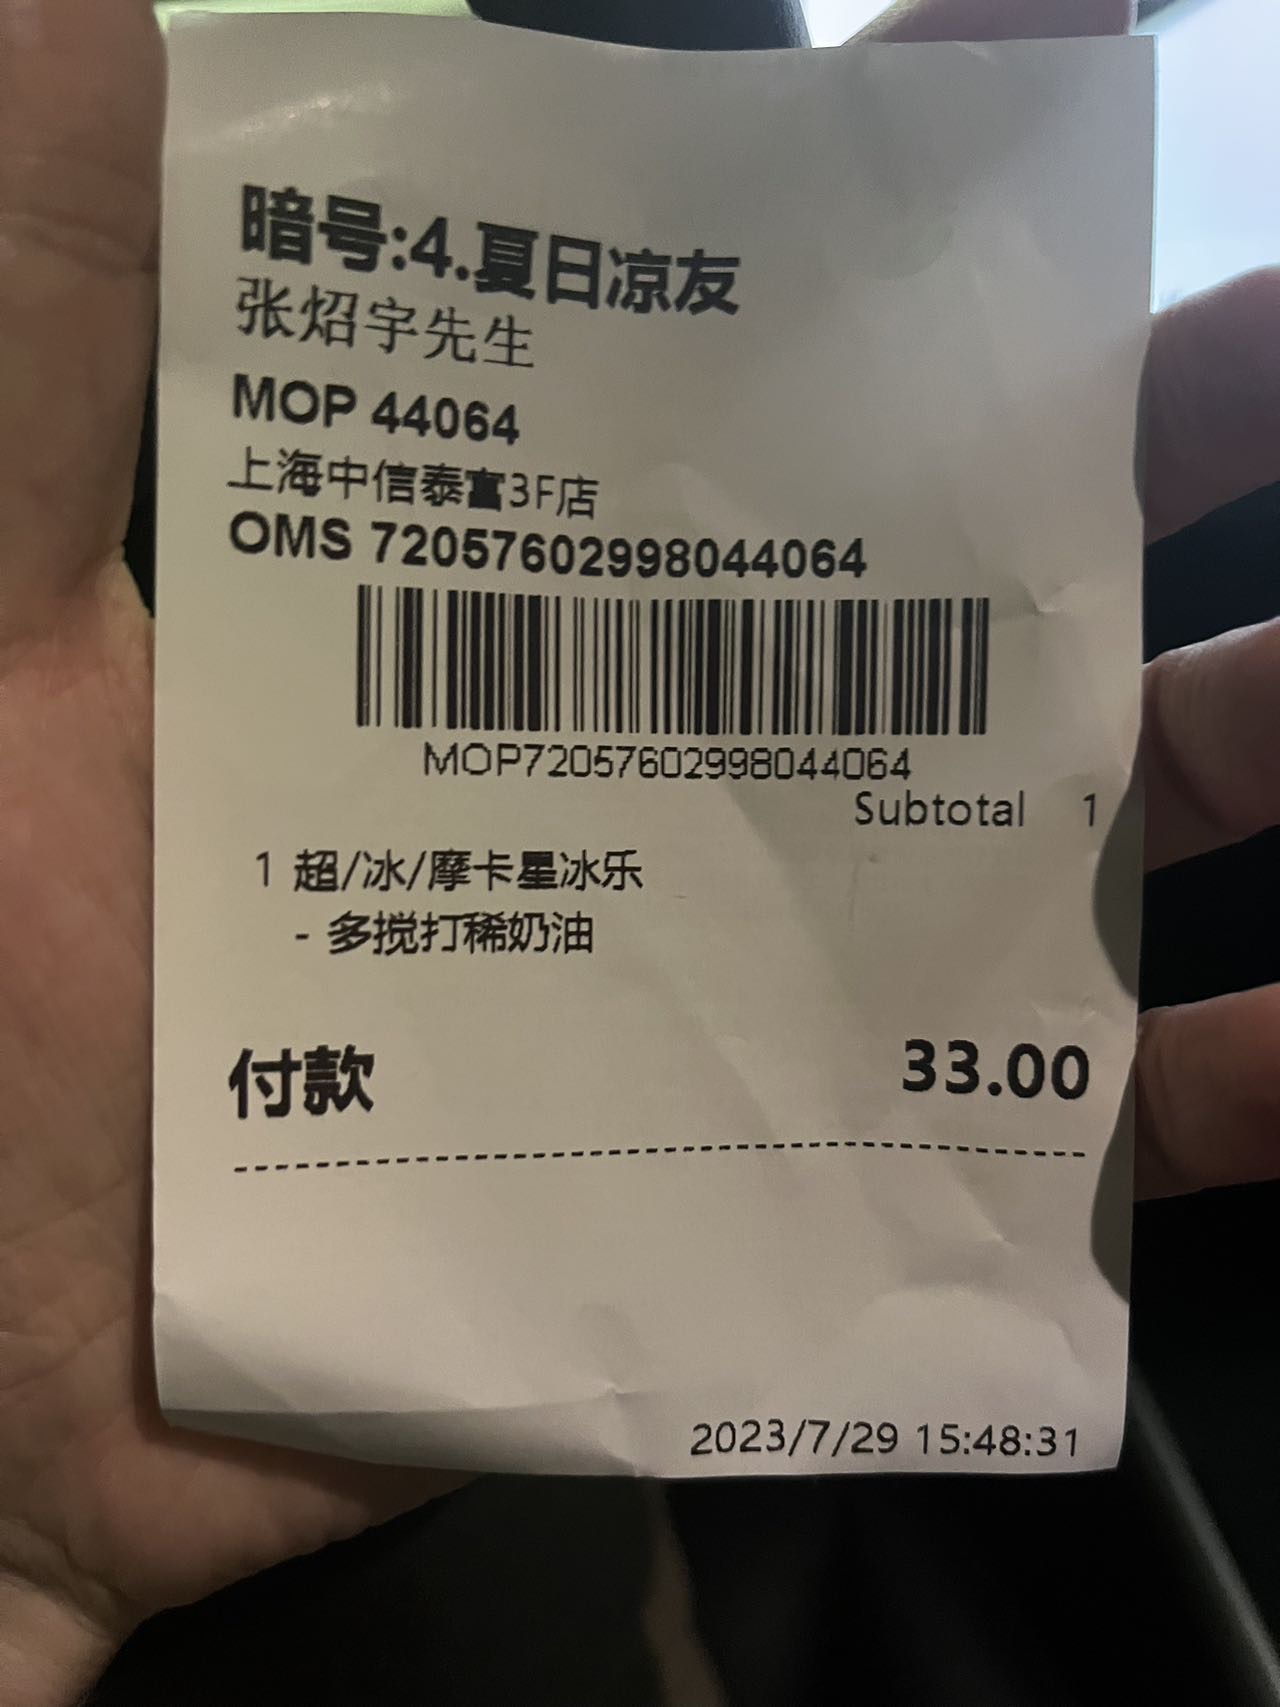 暗号:4.夏日凉友
张炤宇先生
MOP 44064
上海中信泰富3F店
OMS 72057602998044064
MOP72057602998044064
Subtotal 1
1 超/冰/摩卡星冰乐
- 多搅打稀奶油
付款 33.00
2023/7/29 15:48:31